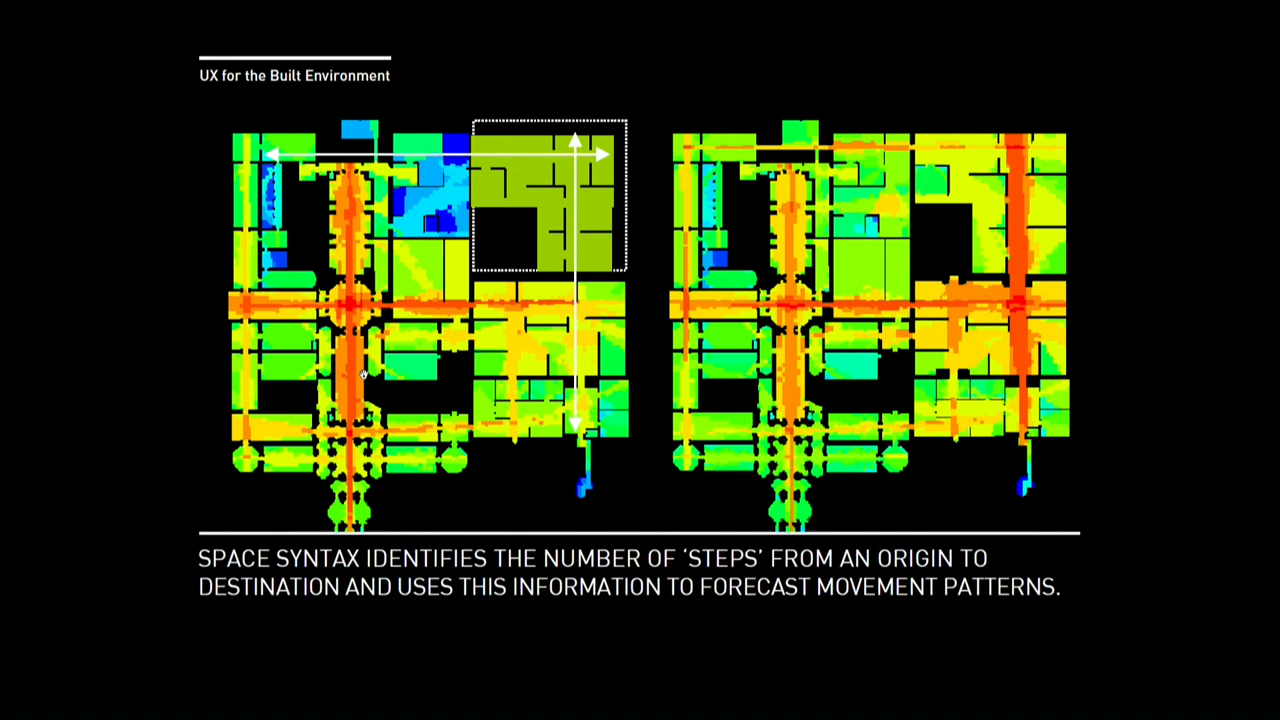 UX for the Built Environment
SPACE SYNTAX IDENTIFIES THE NUMBER OF ‘STEPS’ FROM AN ORIGIN TO
DESTINATION AND USES THIS INFORMATION TO FORECAST MOVEMENT PATTERNS.